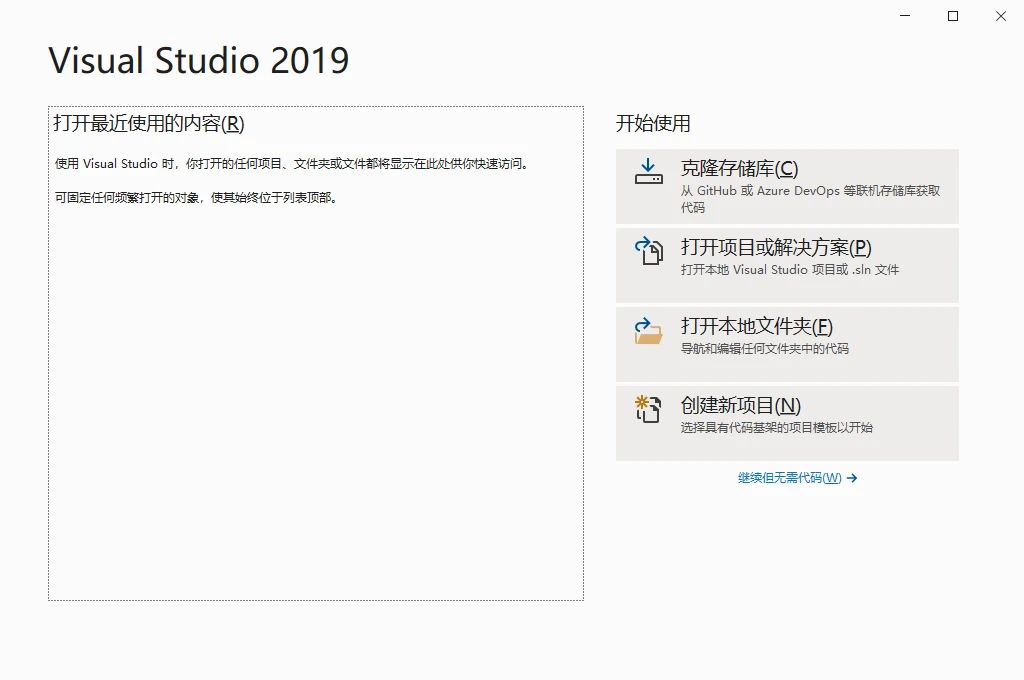 Visual Studio 2019
打开最近使用的内容(R)
使用 Visual Studio 时，你打开的任何项目、文件夹或文件都将显示在此处供你快速访问。
可固定任何频繁打开的对象，使其始终位于列表顶部。
开始使用
克隆存储库(C)
从 GitHub 或 Azure DevOps 等联机存储库获取
代码
打开项目或解决方案(P)
打开本地 Visual Studio 项目或 .sln 文件
打开本地文件夹(F)
导航和编辑任何文件夹中的代码
创建新项目(N)
选择具有代码基架的项目模板以开始
继续但无需代码(W) →